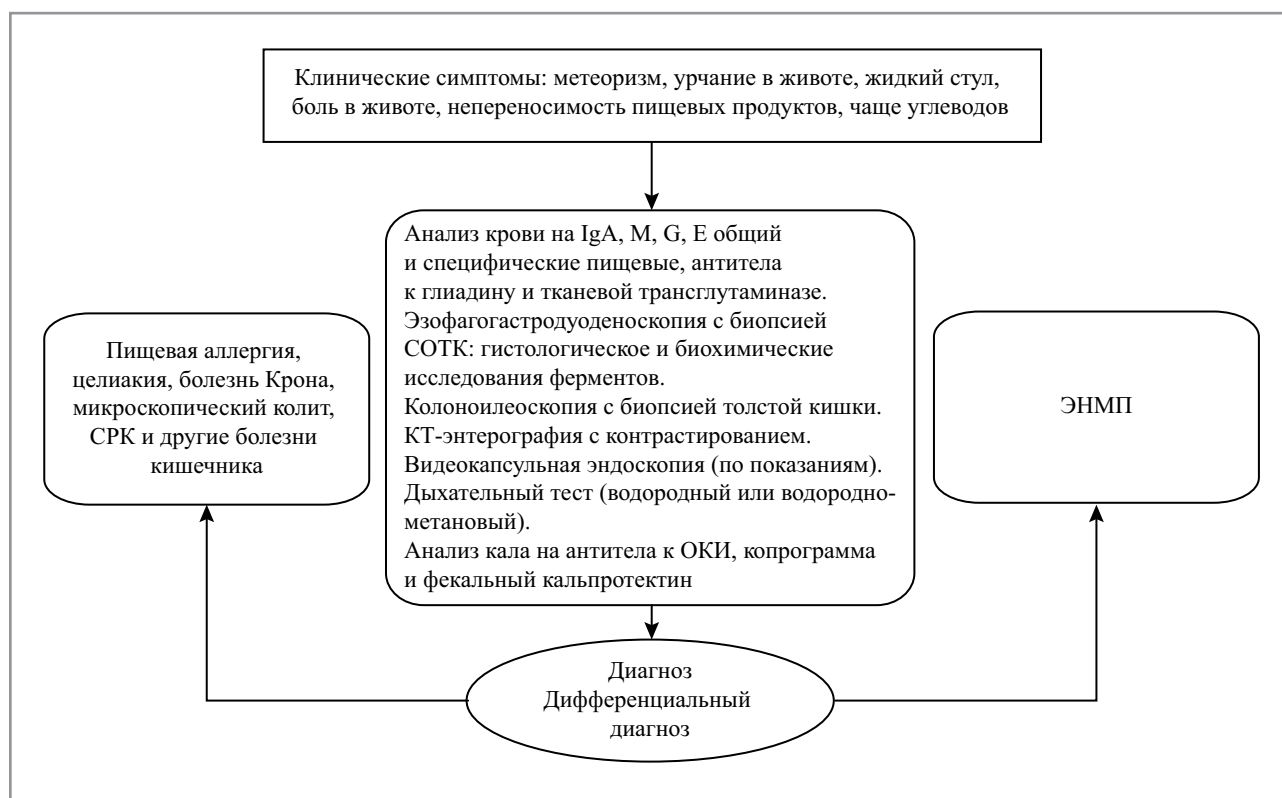 Клинические симптомы: метеоризм, урчание в животе, жидкий стул,
боль в животе, непереносимость пищевых продуктов, чаще углеводов
Анализ крови на IgA, M, G, E общий
и специфические пищевые, антитела
к глиадину и тканевой трансглутаминазе.
Эзофагогастродуоденоскопия с биопсией
СОТК: гистологическое и биохимические
исследования ферментов.
Колоноилеоскопия с биопсией толстой кишки.
КТ-энтерография с контрастированием.
Видеокапсульная эндоскопия (по показаниям).
Дыхательный тест (водородный или водородно-
метановый).
Анализ кала на антитела к ОКИ, копрограмма
и фекальный кальпротектин
Пищевая аллергия,
целиакия, болезнь Крона,
микроскопический колит,
СРК и другие болезни
кишечника
ЭНМП
Диагноз
Дифференциальный
диагноз